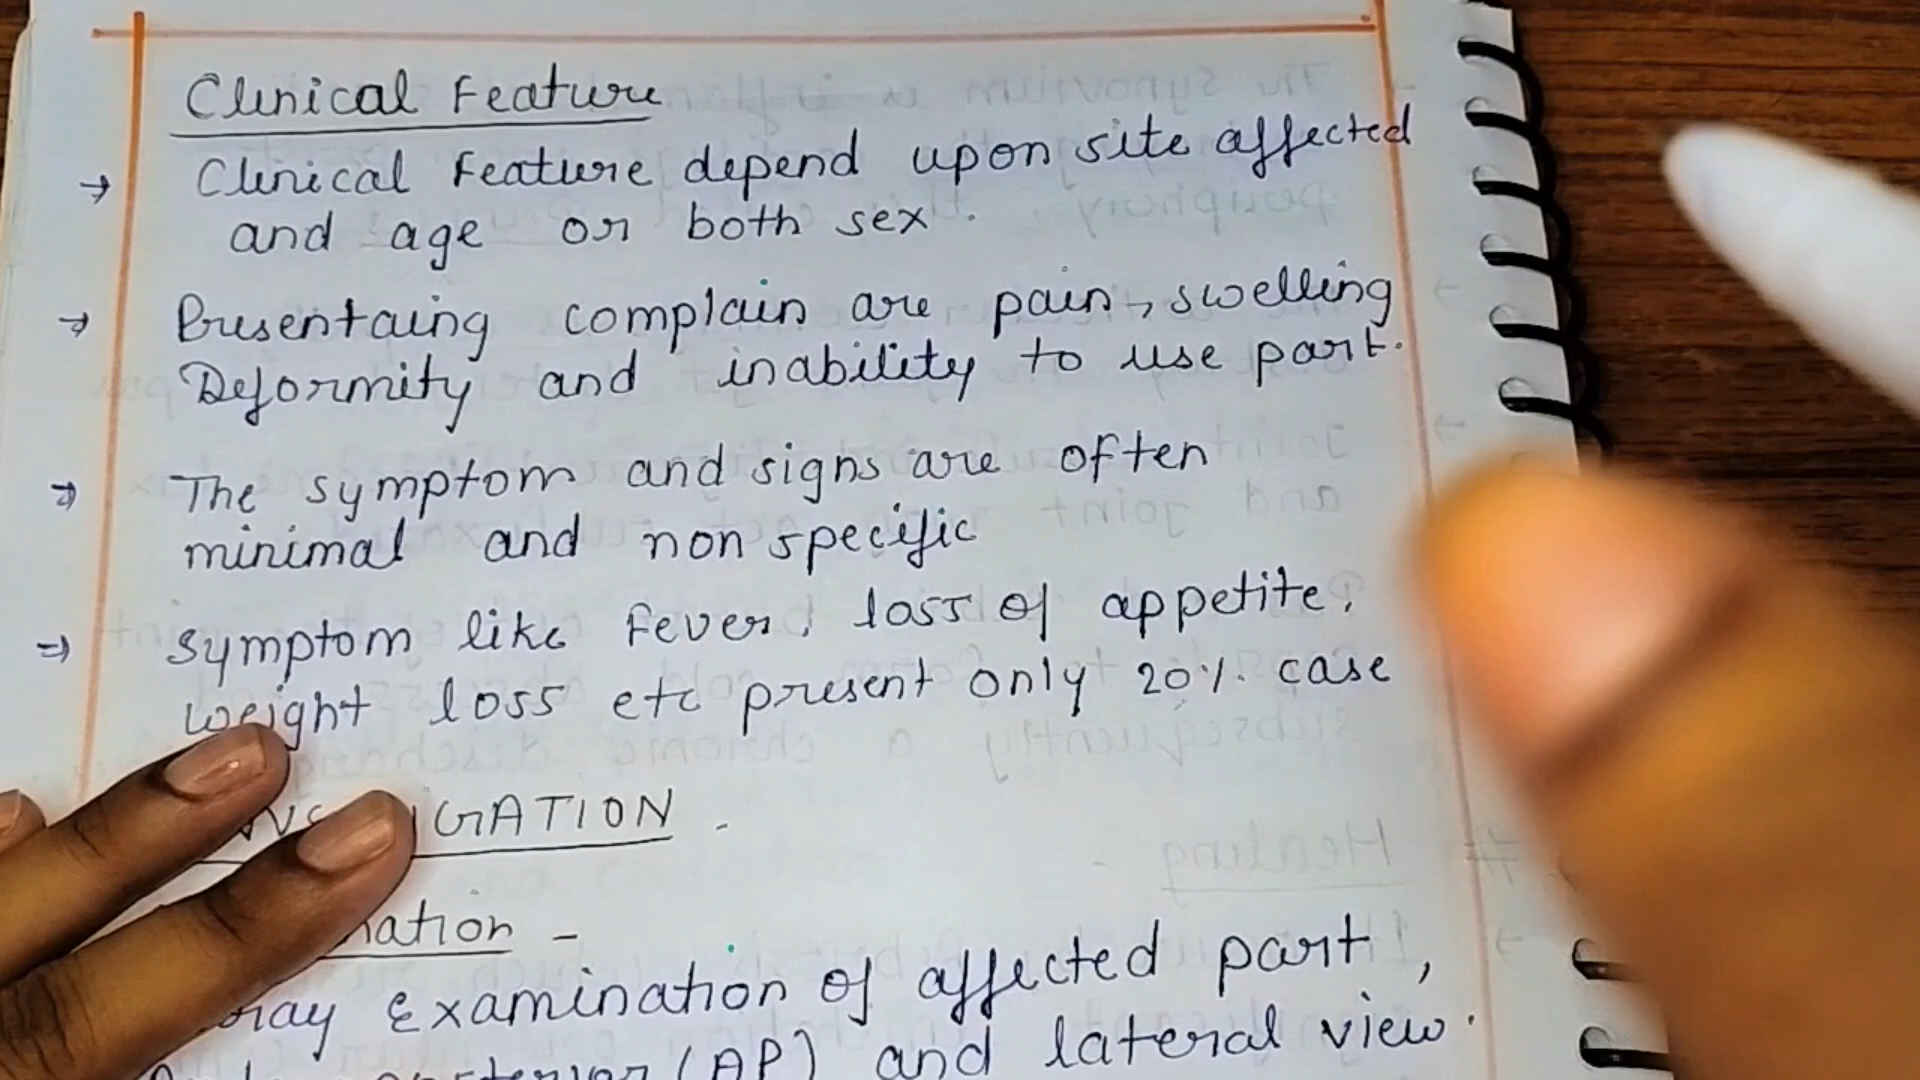 Clinical Feature
→ Clinical Feature depend upon site affected
and age or both sex.
→ Presentaing complain are pain, swelling
Deformity and inability to use part.
⇒ The symptom and signs are often
minimal and non specific
⇒ symptom like Fever, loss of appetite,
weight loss etc present only 20% case
GATION -
ation -
ray Examination of affected part,
(AP) and lateral view.